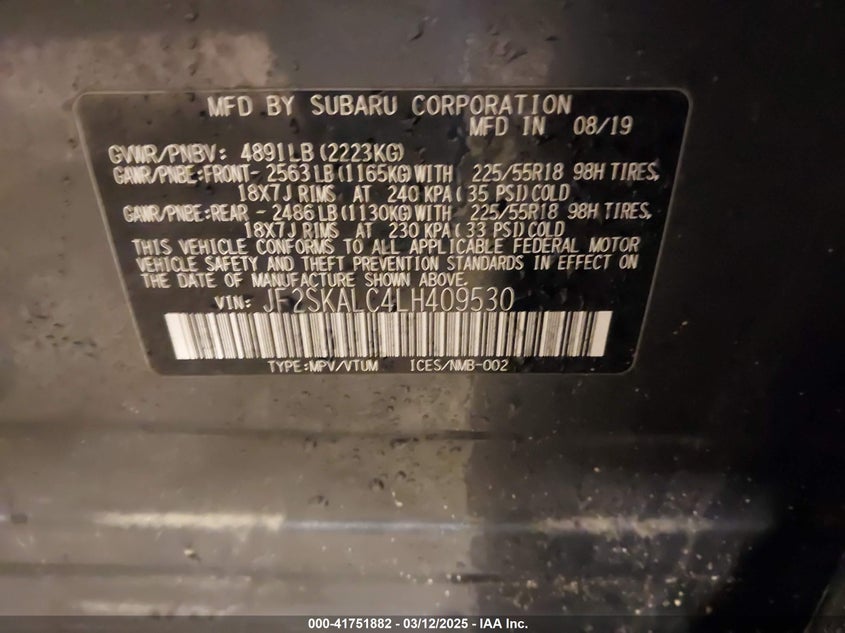 MFD BY SUBARU CORPORATION
MFD IN 08/19
GVWR/PNBV: 4891LB (2223KG)
GAWR/PNBE:FRONT- 2563 LB (1165KG) WITH 225/55R18 98H TIRES,
18X7J RIMS AT 240 KPA ( 35 PSI) COLD
GAWR/PNBE:REAR - 2486 LB (1130KG) WITH 225/55R18 98H TIRES,
18X7J RIMS AT 230 KPA ( 33 PSI) COLD
THIS VEHICLE CONFORMS TO ALL APPLICABLE FEDERAL MOTOR
VEHICLE SAFETY AND THEFT PREVENTION STANDARDS IN EFFECT ON
THE DATE OF MANUFACTURE SHOWN ABOVE.
VIN: JF2SKALC4LH409530
TYPE:MPV/VTUM ICES/NMB-002
000-41751882 - 03/12/2025 - IAA Inc.